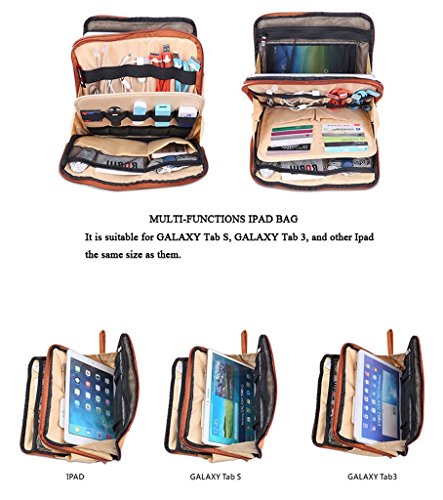 MULTI-FUNCTIONS IPAD BAG
It is suitable for GALAXY Tab S, GALAXY Tab 3, and other Ipad
the same size as them.
IPAD
GALAXY Tab S
GALAXY Tab3